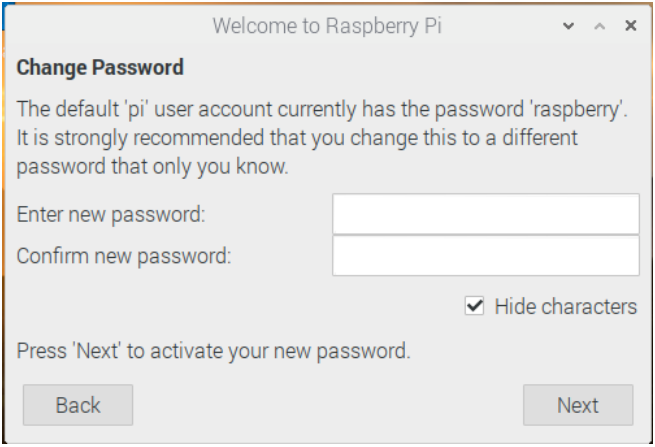 Welcome to Raspberry Pi
Change Password
The default 'pi' user account currently has the password 'raspberry'.
It is strongly recommended that you change this to a different
password that only you know.
Enter new password:
Confirm new password:
Hide characters
Press 'Next' to activate your new password.
Back
Next